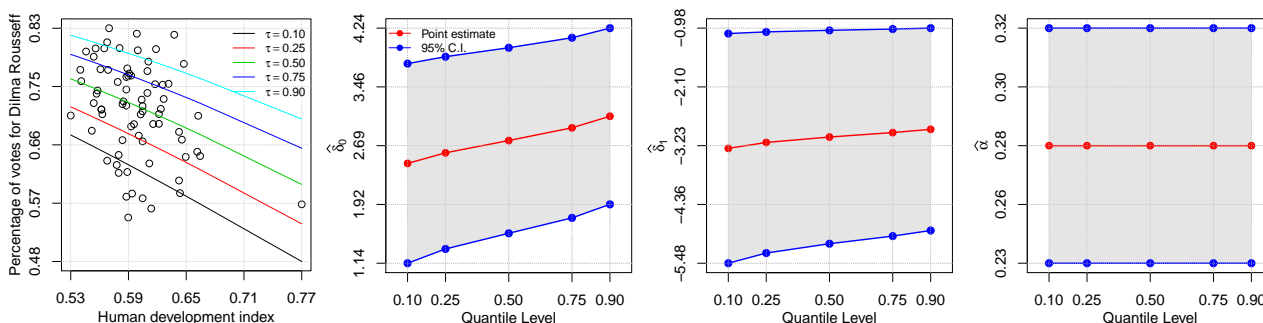 Percentage of votes for Dilma Rousseff
0.83
0.75
0.66
0.57
0.48
τ = 0.10
τ = 0.25
τ = 0.50
τ = 0.75
τ = 0.90
0.53 0.59 0.65 0.71 0.77
Human development index
δ̂0
4.24
3.46
2.69
1.92
1.14
Point estimate
95% C.I.
0.10 0.25 0.50 0.75 0.90
Quantile Level
δ̂1
−0.98
−2.10
−3.23
−4.36
−5.48
0.10 0.25 0.50 0.75 0.90
Quantile Level
α̂
0.32
0.30
0.28
0.26
0.23
0.10 0.25 0.50 0.75 0.90
Quantile Level